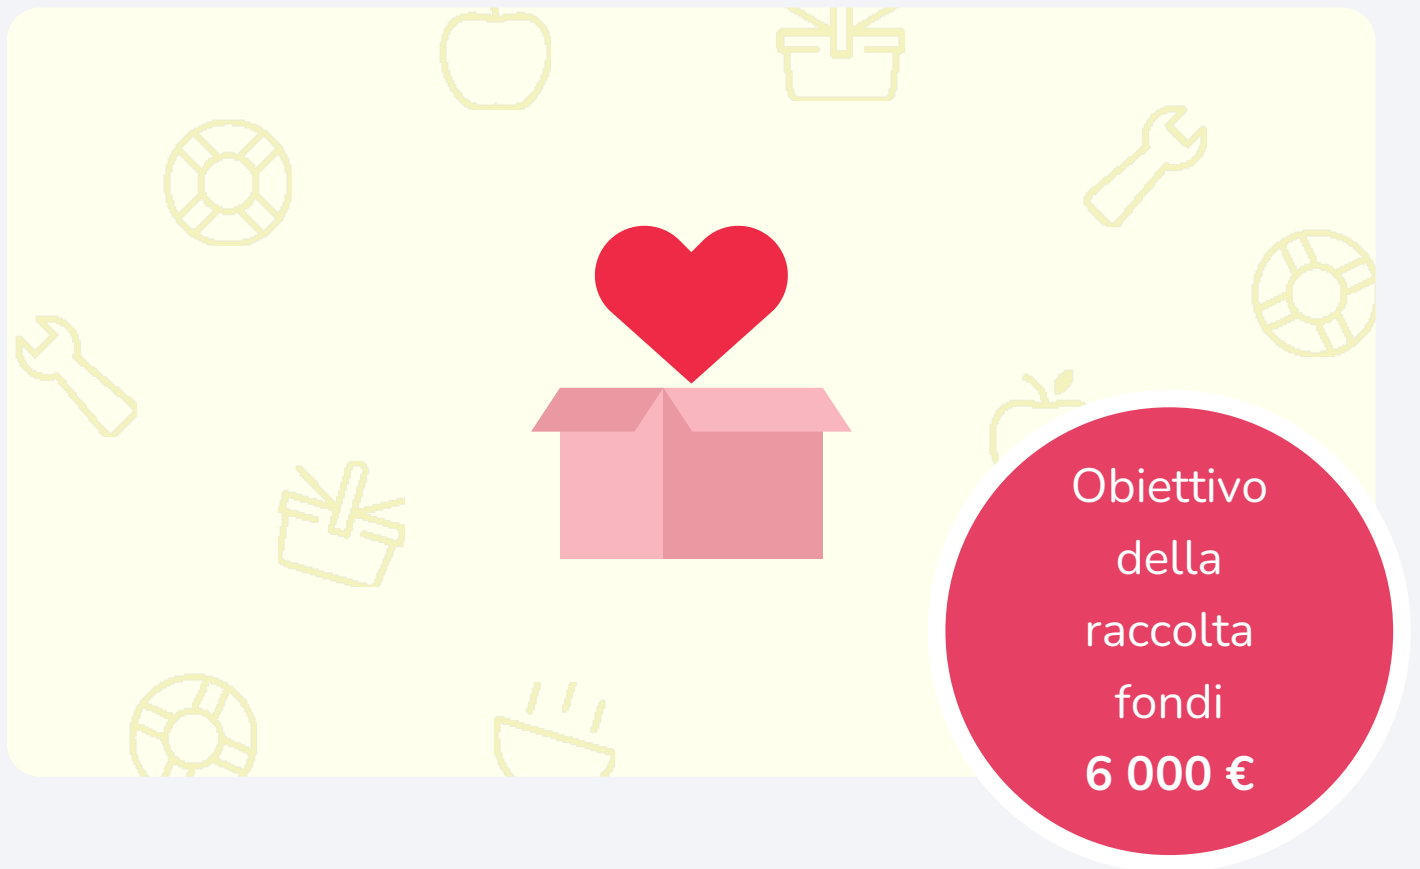 Obiettivo
della
raccolta
fondi
6 000 €